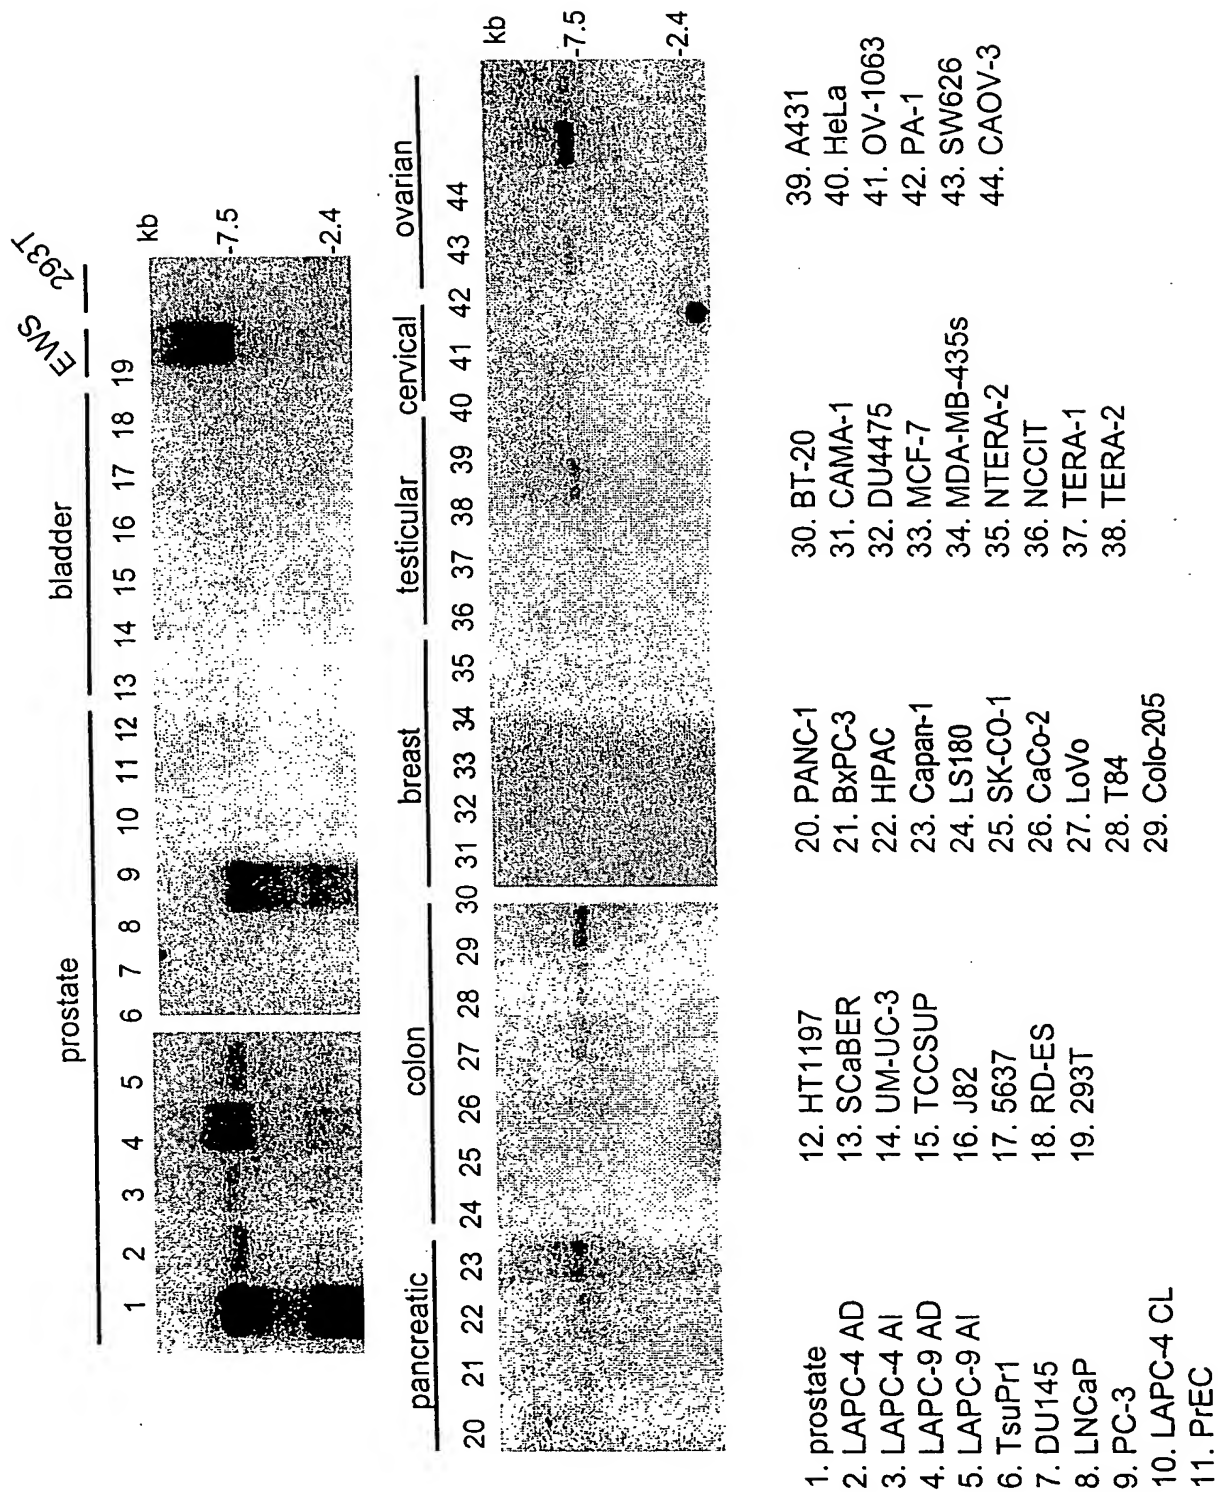 prostate bladder EWS 293T
1 2 3 4 5 6 7 8 9 10 11 12 13 14 15 16 17 18 19 kb
-7.5
-2.4
pancreatic colon breast testicular cervical ovarian
20 21 22 23 24 25 26 27 28 29 30 31 32 33 34 35 36 37 38 39 40 41 42 43 44 kb
-7.5
-2.4
1. prostate
2. LAPC-4 AD
3. LAPC-4 AI
4. LAPC-9 AD
5. LAPC-9 AI
6. TsuPr1
7. DU145
8. LNCaP
9. PC-3
10. LAPC-4 CL
11. PrEC
12. HT1197
13. SCaBER
14. UM-UC-3
15. TCCSUP
16. J82
17. 5637
18. RD-ES
19. 293T
20. PANC-1
21. BxPC-3
22. HPAC
23. Capan-1
24. LS180
25. SK-CO-1
26. CaCo-2
27. LoVo
28. T84
29. Colo-205
30. BT-20
31. CAMA-1
32. DU4475
33. MCF-7
34. MDA-MB-435s
35. NTERA-2
36. NCCIT
37. TERA-1
38. TERA-2
39. A431
40. HeLa
41. OV-1063
42. PA-1
43. SW626
44. CAOV-3